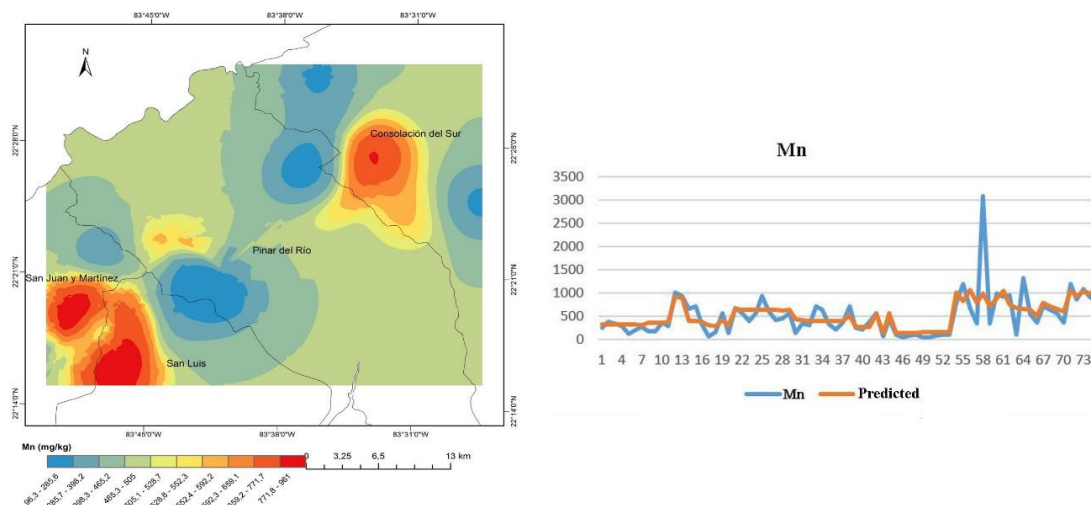 83°45'0"W 83°38'0"W 83°31'0"W
N
22°28'0"N 22°28'0"N
Consolación del Sur
Pinar del Río
22°21'0"N 22°21'0"N
San Juan y Martínez
San Luis
22°14'0"N 22°14'0"N
83°45'0"W 83°38'0"W 83°31'0"W
Mn (mg/kg)
0 3,25 6,5 13 km
96,3 - 285,6
285,7 - 398,2
398,3 - 465,2
465,3 - 505
505,1 - 528,7
528,8 - 552,3
552,4 - 592,2
592,3 - 659,1
659,2 - 771,7
771,8 - 961
Mn
3500
3000
2500
2000
1500
1000
500
0
1 4 7 10 13 16 19 22 25 28 31 34 37 40 43 46 49 52 55 58 61 64 67 70 73
Mn Predicted